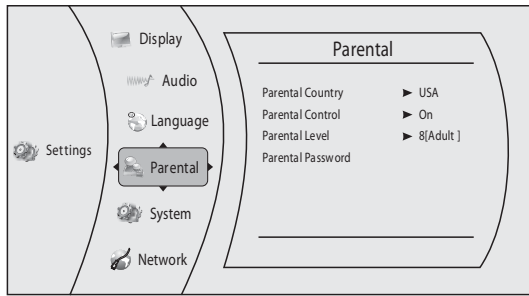 Settings
Display
Audio
Language
Parental
System
Network
Parental
Parental Country ► USA
Parental Control ► On
Parental Level ► 8[Adult ]
Parental Password